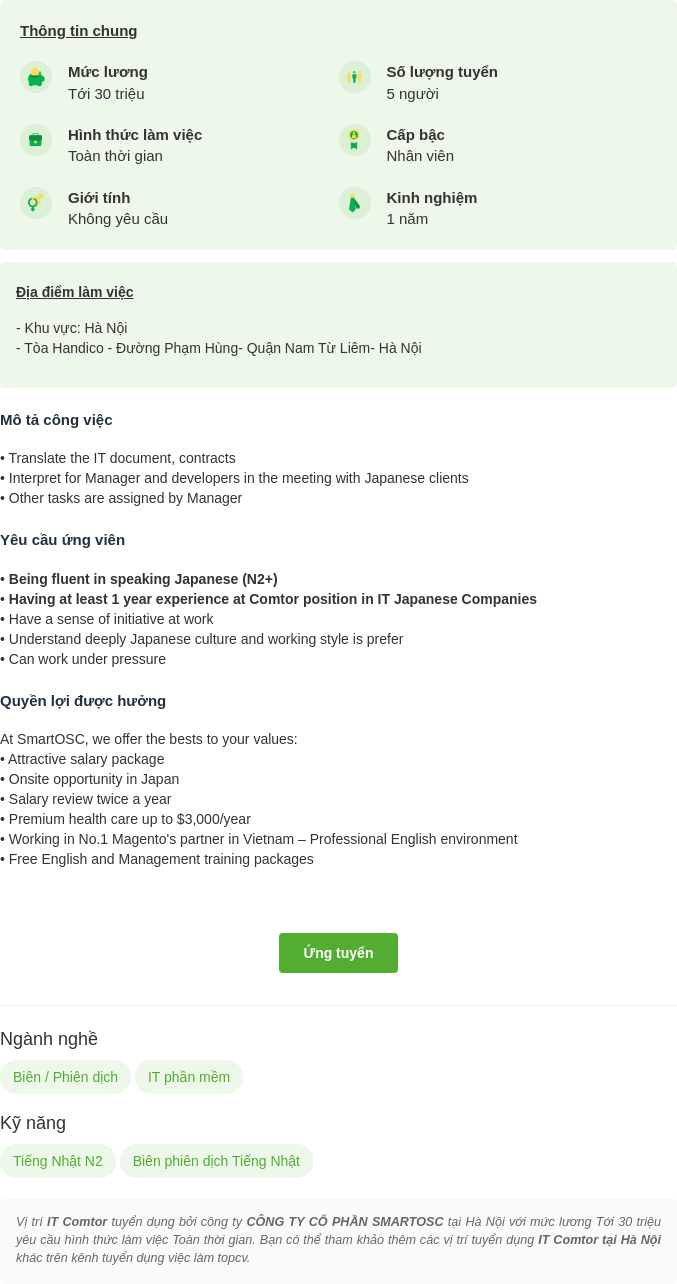 Thông tin chung
Mức lương
Tới 30 triệu
Số lượng tuyển
5 người
Hình thức làm việc
Toàn thời gian
Cấp bậc
Nhân viên
Giới tính
Không yêu cầu
Kinh nghiệm
1 năm
Địa điểm làm việc
- Khu vực: Hà Nội
- Tòa Handico - Đường Phạm Hùng- Quận Nam Từ Liêm- Hà Nội
Mô tả công việc
• Translate the IT document, contracts
• Interpret for Manager and developers in the meeting with Japanese clients
• Other tasks are assigned by Manager
Yêu cầu ứng viên
• Being fluent in speaking Japanese (N2+)
• Having at least 1 year experience at Comtor position in IT Japanese Companies
• Have a sense of initiative at work
• Understand deeply Japanese culture and working style is prefer
• Can work under pressure
Quyền lợi được hưởng
At SmartOSC, we offer the bests to your values:
• Attractive salary package
• Onsite opportunity in Japan
• Salary review twice a year
• Premium health care up to $3,000/year
• Working in No.1 Magento's partner in Vietnam – Professional English environment
• Free English and Management training packages
Ứng tuyển
Ngành nghề
Biên / Phiên dịch
IT phần mềm
Kỹ năng
Tiếng Nhật N2
Biên phiên dịch Tiếng Nhật
Vị trí IT Comtor tuyển dụng bởi công ty CÔNG TY CỔ PHẦN SMARTOSC tại Hà Nội với mức lương Tới 30 triệu
yêu cầu hình thức làm việc Toàn thời gian. Bạn có thể tham khảo thêm các vị trí tuyển dụng IT Comtor tại Hà Nội
khác trên kênh tuyển dụng việc làm topcv.